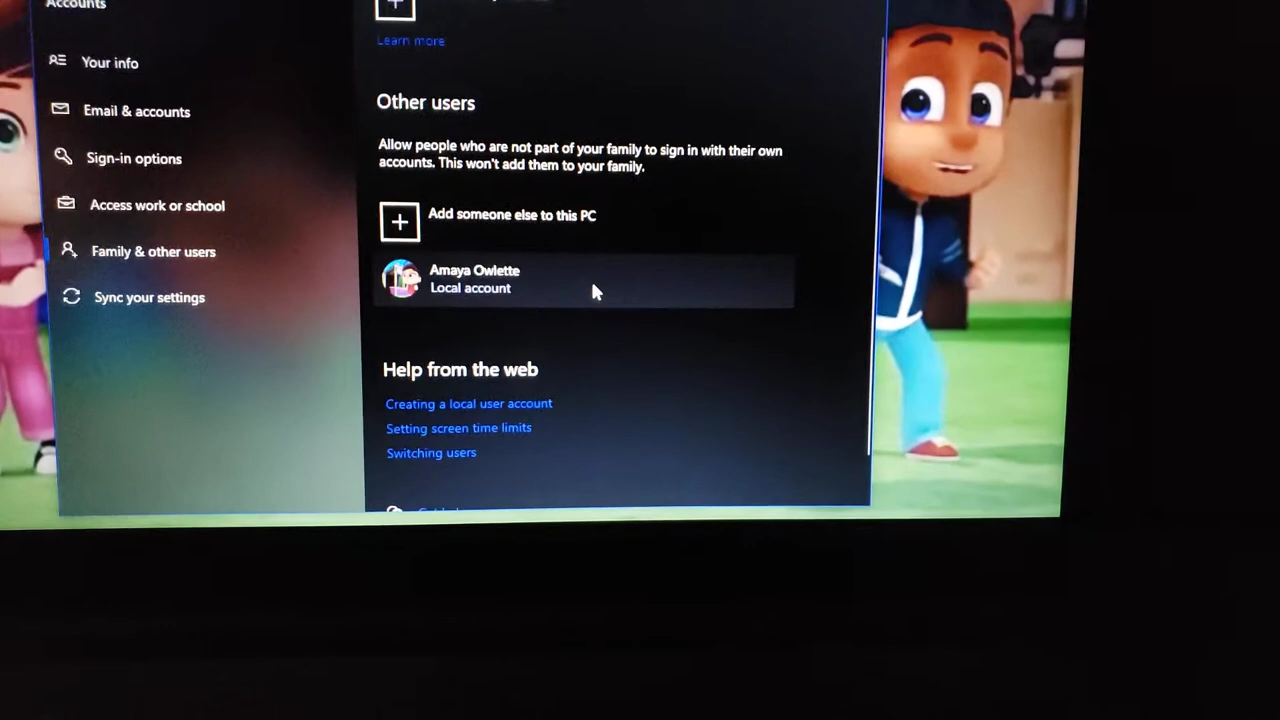 Accounts
Your info
Email & accounts
Sign-in options
Access work or school
Family & other users
Sync your settings
Learn more
Other users
Allow people who are not part of your family to sign in with their own
accounts. This won't add them to your family.
Add someone else to this PC
Amaya Owlette
Local account
Help from the web
Creating a local user account
Setting screen time limits
Switching users